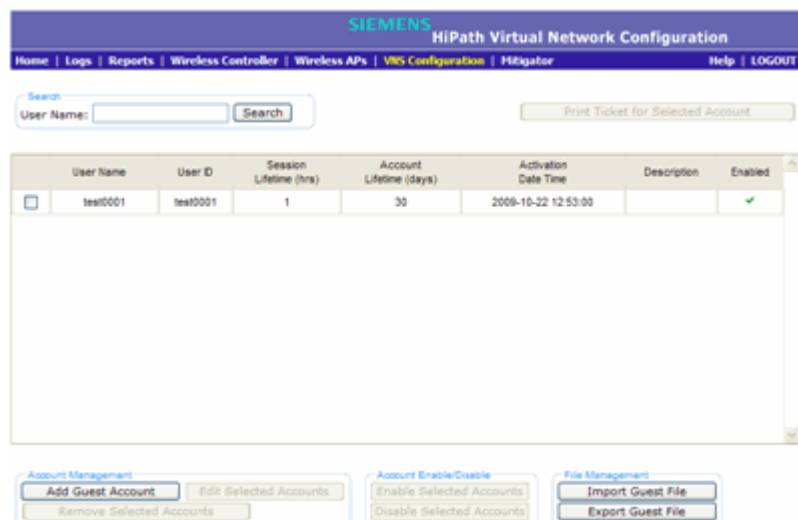 SIEMENS
HiPath Virtual Network Configuration
Home | Logs | Reports | Wireless Controller | Wireless APs | VNS Configuration | Mitigator Help | LOGOUT
Search
User Name: Search Print Ticket for Selected Account
User Name User ID Session Lifetime (hrs) Account Lifetime (days) Activation Date Time Description Enabled
test0001 test0001 1 30 2009-10-22 12:53:00
Account Management Account Enable/Disable File Management
Add Guest Account Edit Selected Accounts Enable Selected Accounts Import Guest File
Remove Selected Accounts Disable Selected Accounts Export Guest File